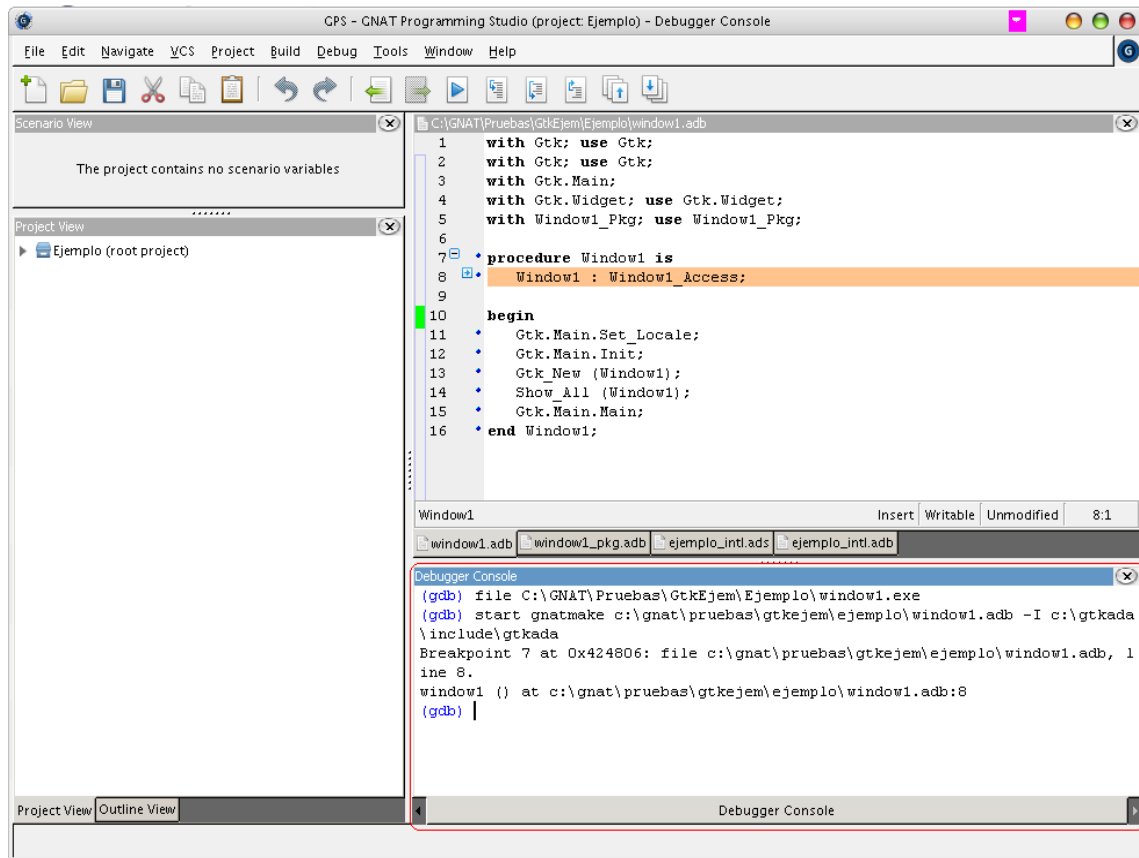 GPS - GNAT Programming Studio (project: Ejemplo) - Debugger Console
File Edit Navigate VCS Project Build Debug Tools Window Help
G
Scenario View
The project contains no scenario variables
Project View
Ejemplo (root project)
C:\GNAT\Pruebas\GtkEjem\Ejemplo\window1.adb
1 with Gtk; use Gtk;
2 with Gtk; use Gtk;
3 with Gtk.Main;
4 with Gtk.Widget; use Gtk.Widget;
5 with Window1_Pkg; use Window1_Pkg;
6
7 procedure Window1 is
8 Window1 : Window1_Access;
9
10 begin
11 Gtk.Main.Set_Locale;
12 Gtk.Main.Init;
13 Gtk_New (Window1);
14 Show_All (Window1);
15 Gtk.Main.Main;
16 end Window1;
Window1 Insert Writable Unmodified 8:1
window1.adb window1_pkg.adb ejemplo_intl.ads ejemplo_intl.adb
Debugger Console
(gdb) file C:\GNAT\Pruebas\GtkEjem\Ejemplo\window1.exe
(gdb) start gnatmake c:\gnat\pruebas\gtkejem\ejemplo\window1.adb -I c:\gtkada
\include\gtkada
Breakpoint 7 at 0x424806: file c:\gnat\pruebas\gtkejem\ejemplo\window1.adb, l
ine 8.
window1 () at c:\gnat\pruebas\gtkejem\ejemplo\window1.adb:8
(gdb)
Project View Outline View
Debugger Console